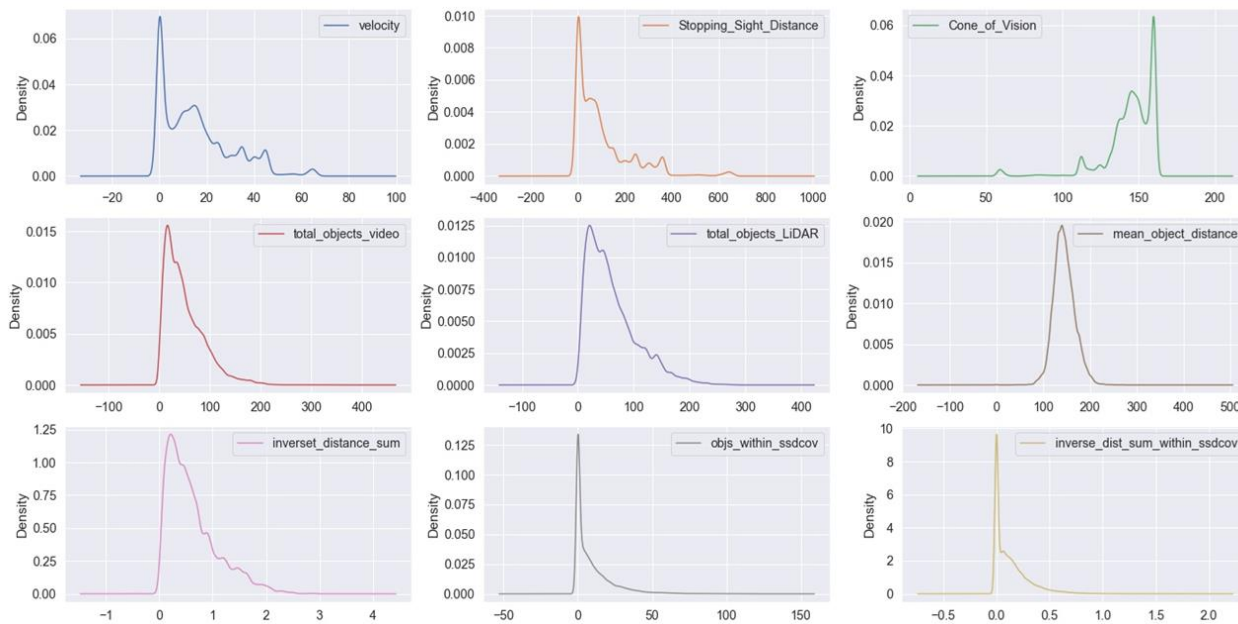 velocity
Density
0.06
0.04
0.02
0.00
−20 0 20 40 60 80 100
Stopping_Sight_Distance
Density
0.010
0.008
0.006
0.004
0.002
0.000
−400 −200 0 200 400 600 800 1000
Cone_of_Vision
Density
0.06
0.04
0.02
0.00
0 50 100 150 200
total_objects_video
Density
0.015
0.010
0.005
0.000
−100 0 100 200 300 400
total_objects_LiDAR
Density
0.0125
0.0100
0.0075
0.0050
0.0025
0.0000
−100 0 100 200 300 400
mean_object_distance
Density
0.020
0.015
0.010
0.005
0.000
−200 −100 0 100 200 300 400 500
inverset_distance_sum
Density
1.25
1.00
0.75
0.50
0.25
0.00
−1 0 1 2 3 4
objs_within_ssdcov
Density
0.125
0.100
0.075
0.050
0.025
0.000
−50 0 50 100 150
inverse_dist_sum_within_ssdcov
Density
10
8
6
4
2
0
−0.5 0.0 0.5 1.0 1.5 2.0